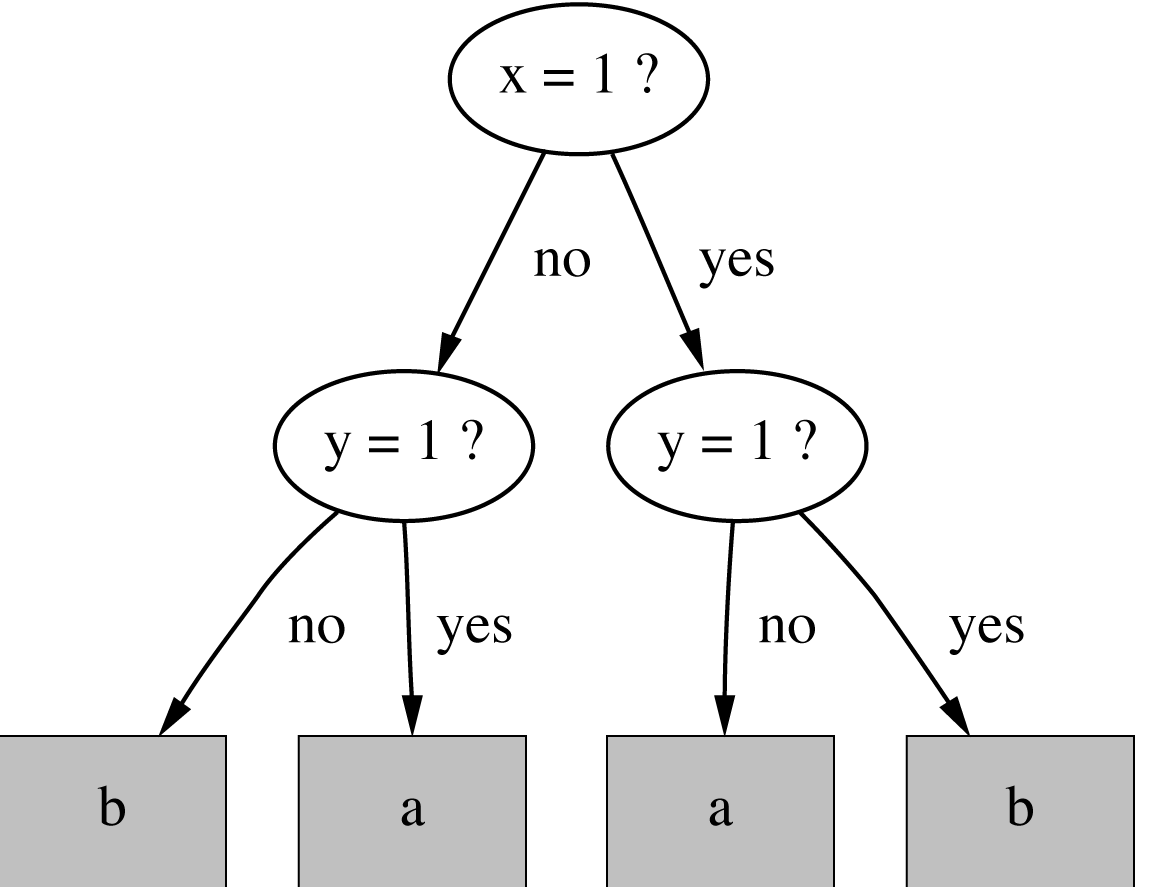 x = 1 ?
no yes
y = 1 ? y = 1 ?
no yes no yes
b a a b